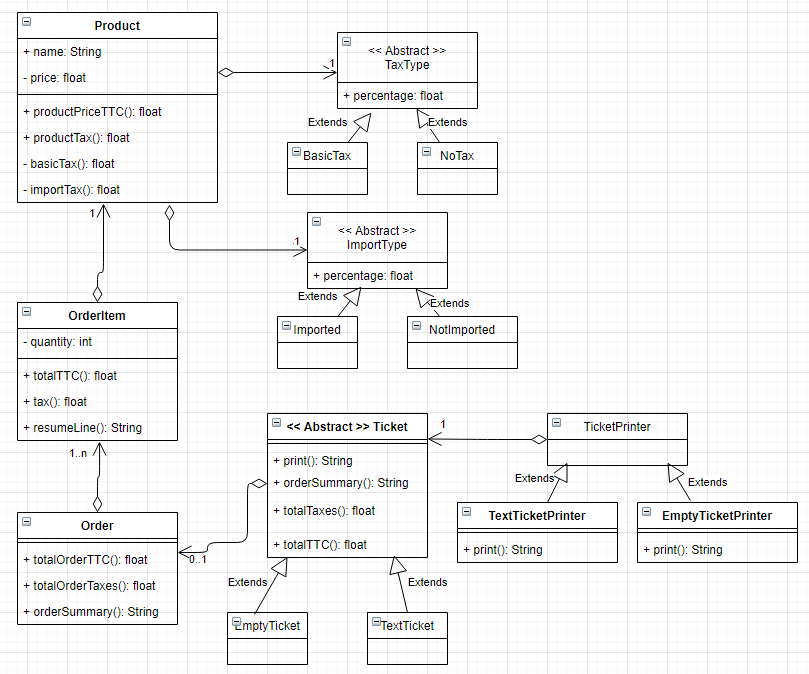 Product
+ name: String
- price: float
+ productPriceTTC(): float
+ productTax(): float
- basicTax(): float
- importTax(): float
1
<< Abstract >>
TaxType
+ percentage: float
Extends
Extends
BasicTax
NoTax
1
.1
<< Abstract >>
ImportType
+ percentage: float
Extends
Extends
Imported
NotImported
OrderItem
- quantity: int
+ totalTTC(): float
+ tax(): float
+ resumeLine(): String
1..n
Order
+ totalOrderTTC(): float
+ totalOrderTaxes(): float
+ orderSummary(): String
0..1
<< Abstract >> Ticket
+ print(): String
+ orderSummary(): String
+ totalTaxes(): float
+ totalTTC(): float
1
TicketPrinter
Extends
Extends
TextTicketPrinter
+ print(): String
EmptyTicketPrinter
+ print(): String
Extends
Extends
EmptyTicket
TextTicket